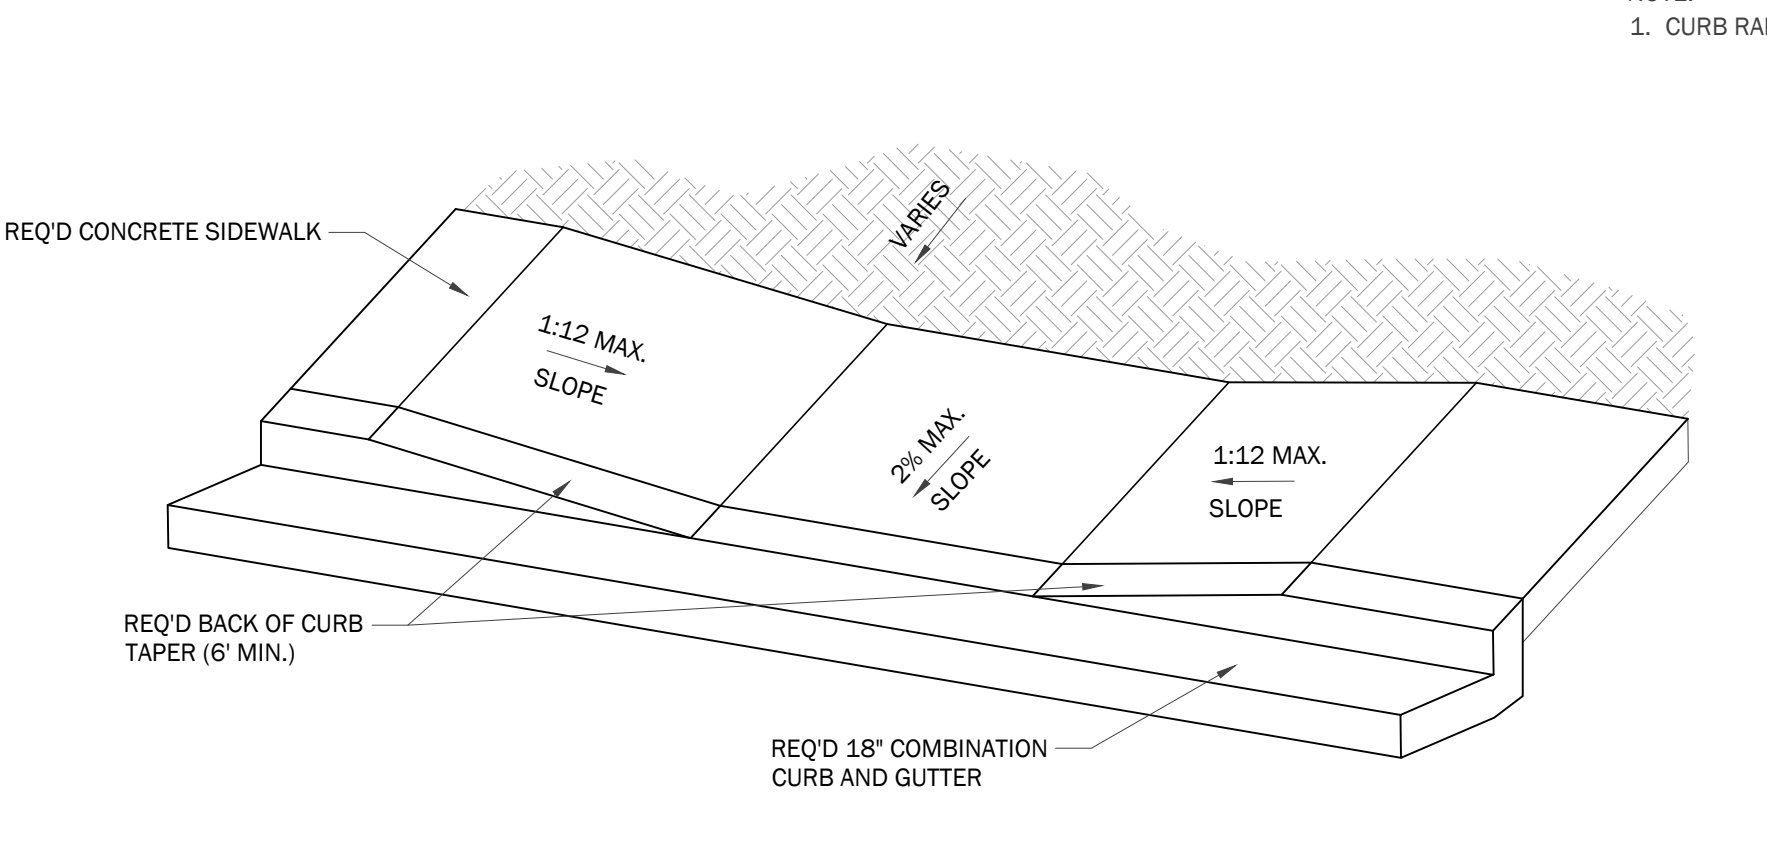 1. CURB
VARIES
REQ'D CONCRETE SIDEWALK
1:12 MAX.
SLOPE
2% MAX.
SLOPE
1:12 MAX.
SLOPE
REQ'D BACK OF CURB
TAPER (6' MIN.)
REQ'D 18" COMBINATION
CURB AND GUTTER